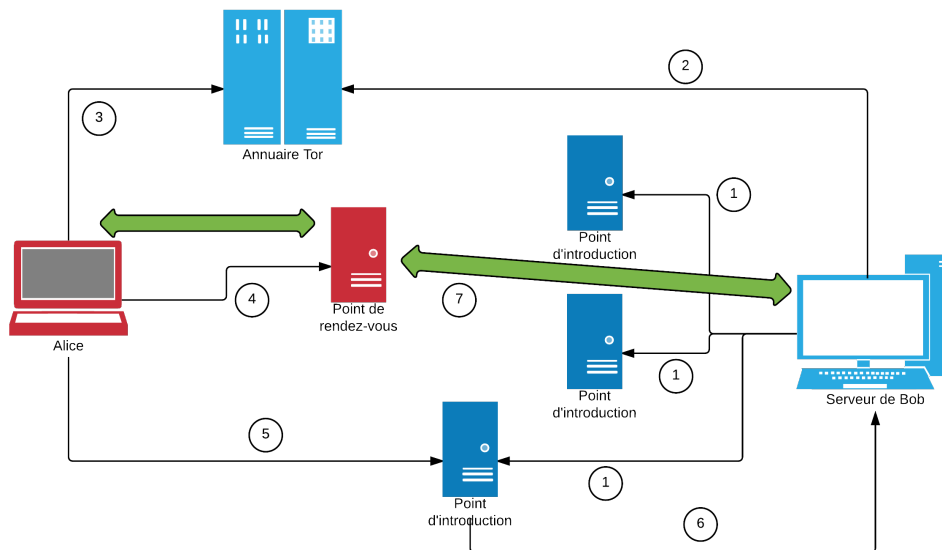 2
3
Annuaire Tor
1
Point
d'introduction
4
7
Point de
rendez-vous
Alice
1
Point
d'introduction
Serveur de Bob
5
1
Point
d'introduction
6